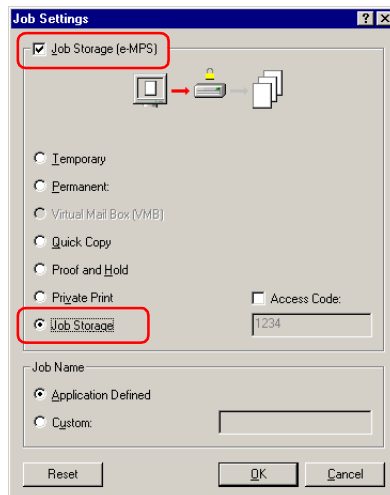 Job Settings
Job Storage (e-MPS)
Temporary
Permanent:
Virtual Mail Box (VMB)
Quick Copy
Proof and Hold
Private Print
Access Code:
Job Storage
1234
Job Name
Application Defined
Custom:
Reset
OK
Cancel